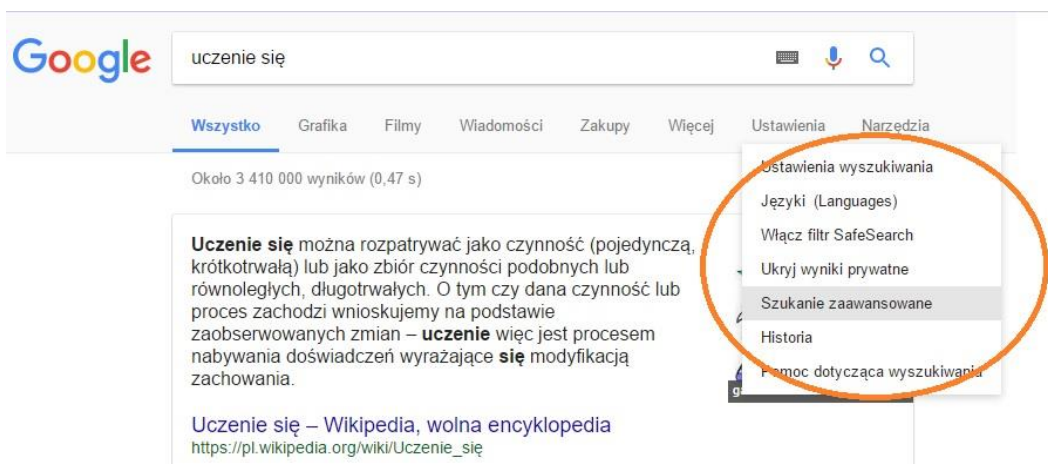 Google
uczenie się
Wszystko Grafika Filmy Wiadomości Zakupy Więcej Ustawienia Narzędzia
Około 3 410 000 wyników (0,47 s)
Ustawienia wyszukiwania
Języki (Languages)
Włącz filtr SafeSearch
Ukryj wyniki prywatne
Szukanie zaawansowane
Historia
Pomoc dotycząca wyszukiwania
Uczenie się można rozpatrywać jako czynność (pojedynczą,
krótkotrwałą) lub jako zbiór czynności podobnych lub
równoległych, długotrwałych. O tym czy dana czynność lub
proces zachodzi wnioskujemy na podstawie
zaobserwowanych zmian – uczenie więc jest procesem
nabywania doświadczeń wyrażające się modyfikacją
zachowania.
Uczenie się – Wikipedia, wolna encyklopedia
https://pl.wikipedia.org/wiki/Uczenie_się